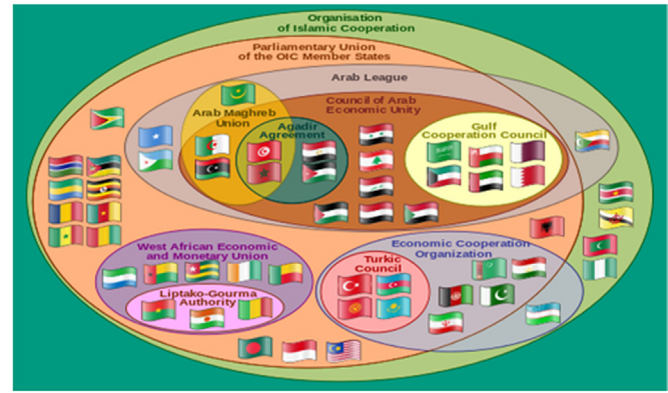 Organisation
of Islamic Cooperation
Parliamentary Union
of the OIC Member States
Arab League
Council of Arab
Economic Unity
Arab Maghreb
Union
Agadir
Agreement
Gulf
Cooperation Council
West African Economic
and Monetary Union
Liptako-Gourma
Authority
Economic Cooperation
Organization
Turkic
Council